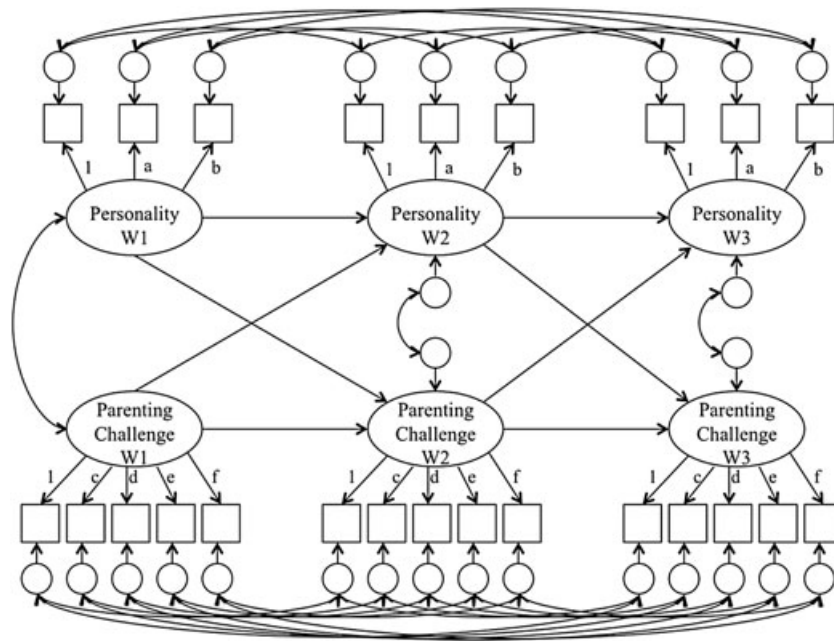 1 a b 1 a b 1 a b
Personality
W1
Personality
W2
Personality
W3
Parenting
Challenge
W1
Parenting
Challenge
W2
Parenting
Challenge
W3
1 c d e f 1 c d e f 1 c d e f